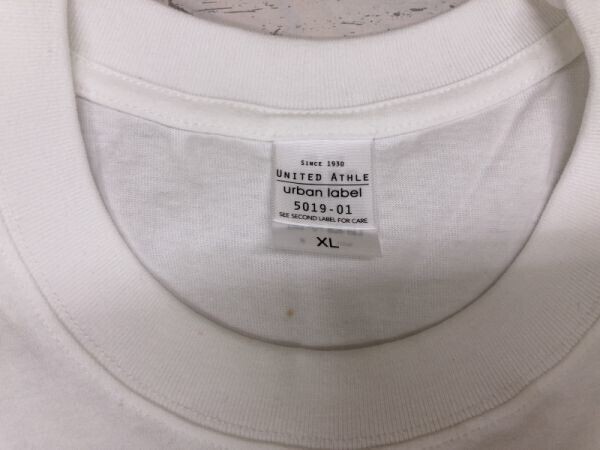 SINCE 1930
UNITED ATHLE
urban label
5019-01
SEE SECOND LABEL FOR CARE
XL